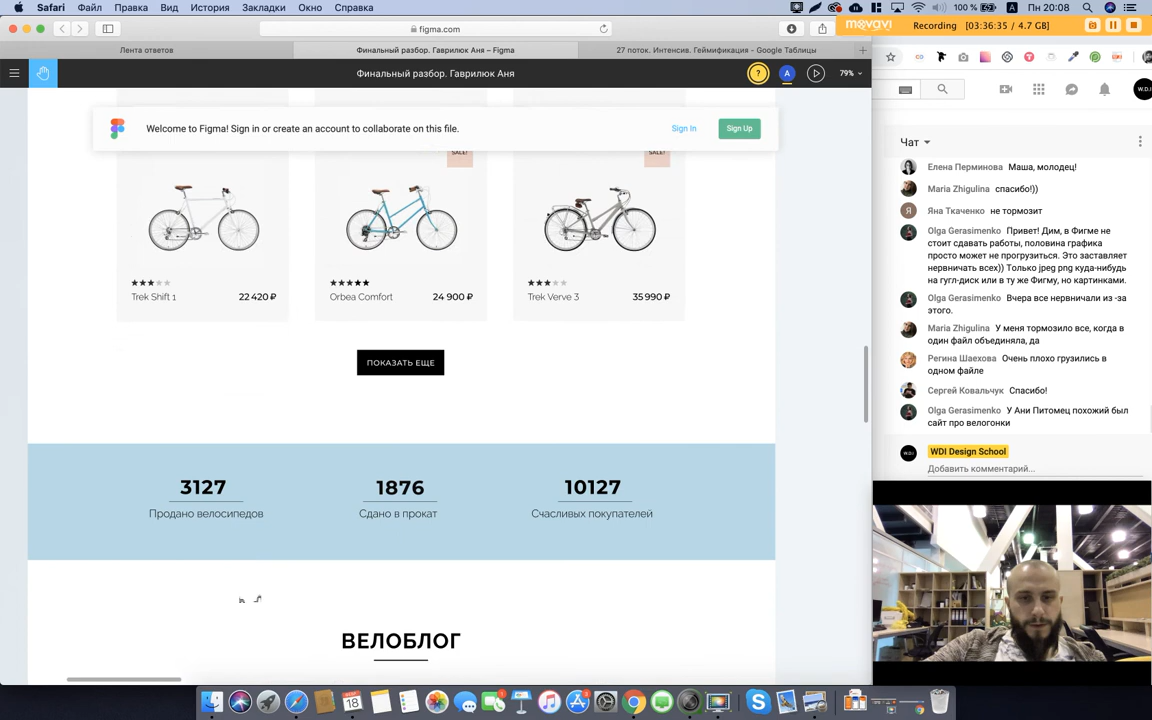 Safari Файл Правка Вид История Закладки Окно Справка
100 % A Пн 20:08
figma.com
movavi Recording [03:36:35 / 4.7 GB]
Лента ответов
Финальный разбор. Гаврилюк Аня – Figma
27 поток. Интенсив. Геймификация - Google Таблицы
Финальный разбор. Гаврилюк Аня
? A 79%
Welcome to Figma! Sign in or create an account to collaborate on this file.
Sign In
Sign Up
SALE!
SALE!
Trek Shift 1 22 420 ₽
Orbea Comfort 24 900 ₽
Trek Verve 3 35 990 ₽
ПОКАЗАТЬ ЕЩЕ
3127
Продано велосипедов
1876
Сдано в прокат
10127
Счасливых покупателей
ВЕЛОБЛОГ
W.D.I
Чат
Елена Перминова Маша, молодец!
Maria Zhigulina спасибо!))
Я
Яна Ткаченко не тормозит
Olga Gerasimenko Привет! Дим, в Фигме не
стоит сдавать работы, половина графика
просто может не прогрузиться. Это заставляет
нервничать всех)) Только jpeg png куда-нибудь
на гугл-диск или в ту же Фигму, но картинками.
Olga Gerasimenko Вчера все нервничали из -за
этого.
Maria Zhigulina У меня тормозило все, когда в
один файл объединяла, да
Регина Шаехова Очень плохо грузились в
одном файле
Сергей Ковальчук Спасибо!
Olga Gerasimenko У Ани Питомец похожий был
сайт про велогонки
WDI Design School
Добавить комментарий...
18